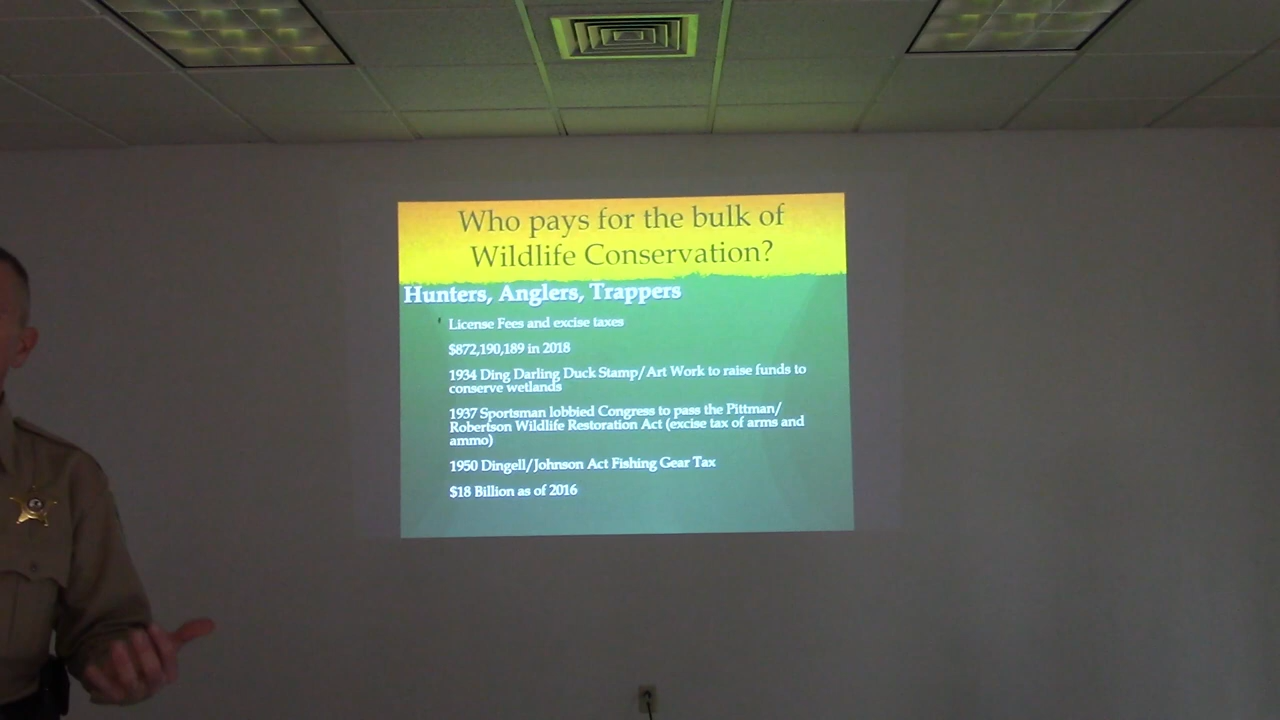 Who pays for the bulk of
Wildlife Conservation?
Hunters, Anglers, Trappers
License Fees and excise taxes
$872,190,189 in 2018
1934 Ding Darling Duck Stamp/Art Work to raise funds to
conserve wetlands
1937 Sportsman lobbied Congress to pass the Pittman/
Robertson Wildlife Restoration Act (excise tax of arms and
ammo)
1950 Dingell/Johnson Act Fishing Gear Tax
$18 Billion as of 2016